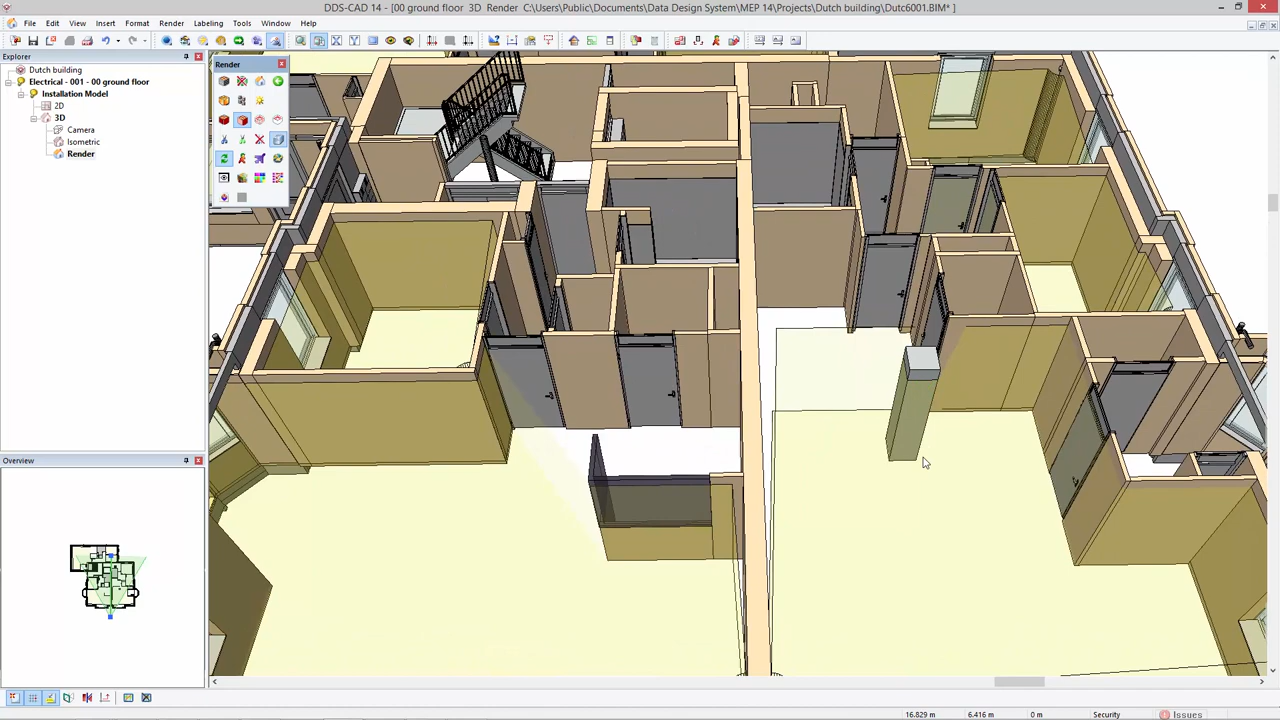 DDS-CAD 14 - [00 ground floor  3D  Render  C:\Users\Public\Documents\Data Design System\MEP 14\Projects\Dutch building\Dutc6001.BIM* ]
File Edit View Insert Format Render Labeling Tools Window Help
Explorer
Dutch building
Electrical - 001 - 00 ground floor
Installation Model
2D
3D
Camera
Isometric
Render
Render
Overview
16.829 m 6.416 m 0 m Security Issues